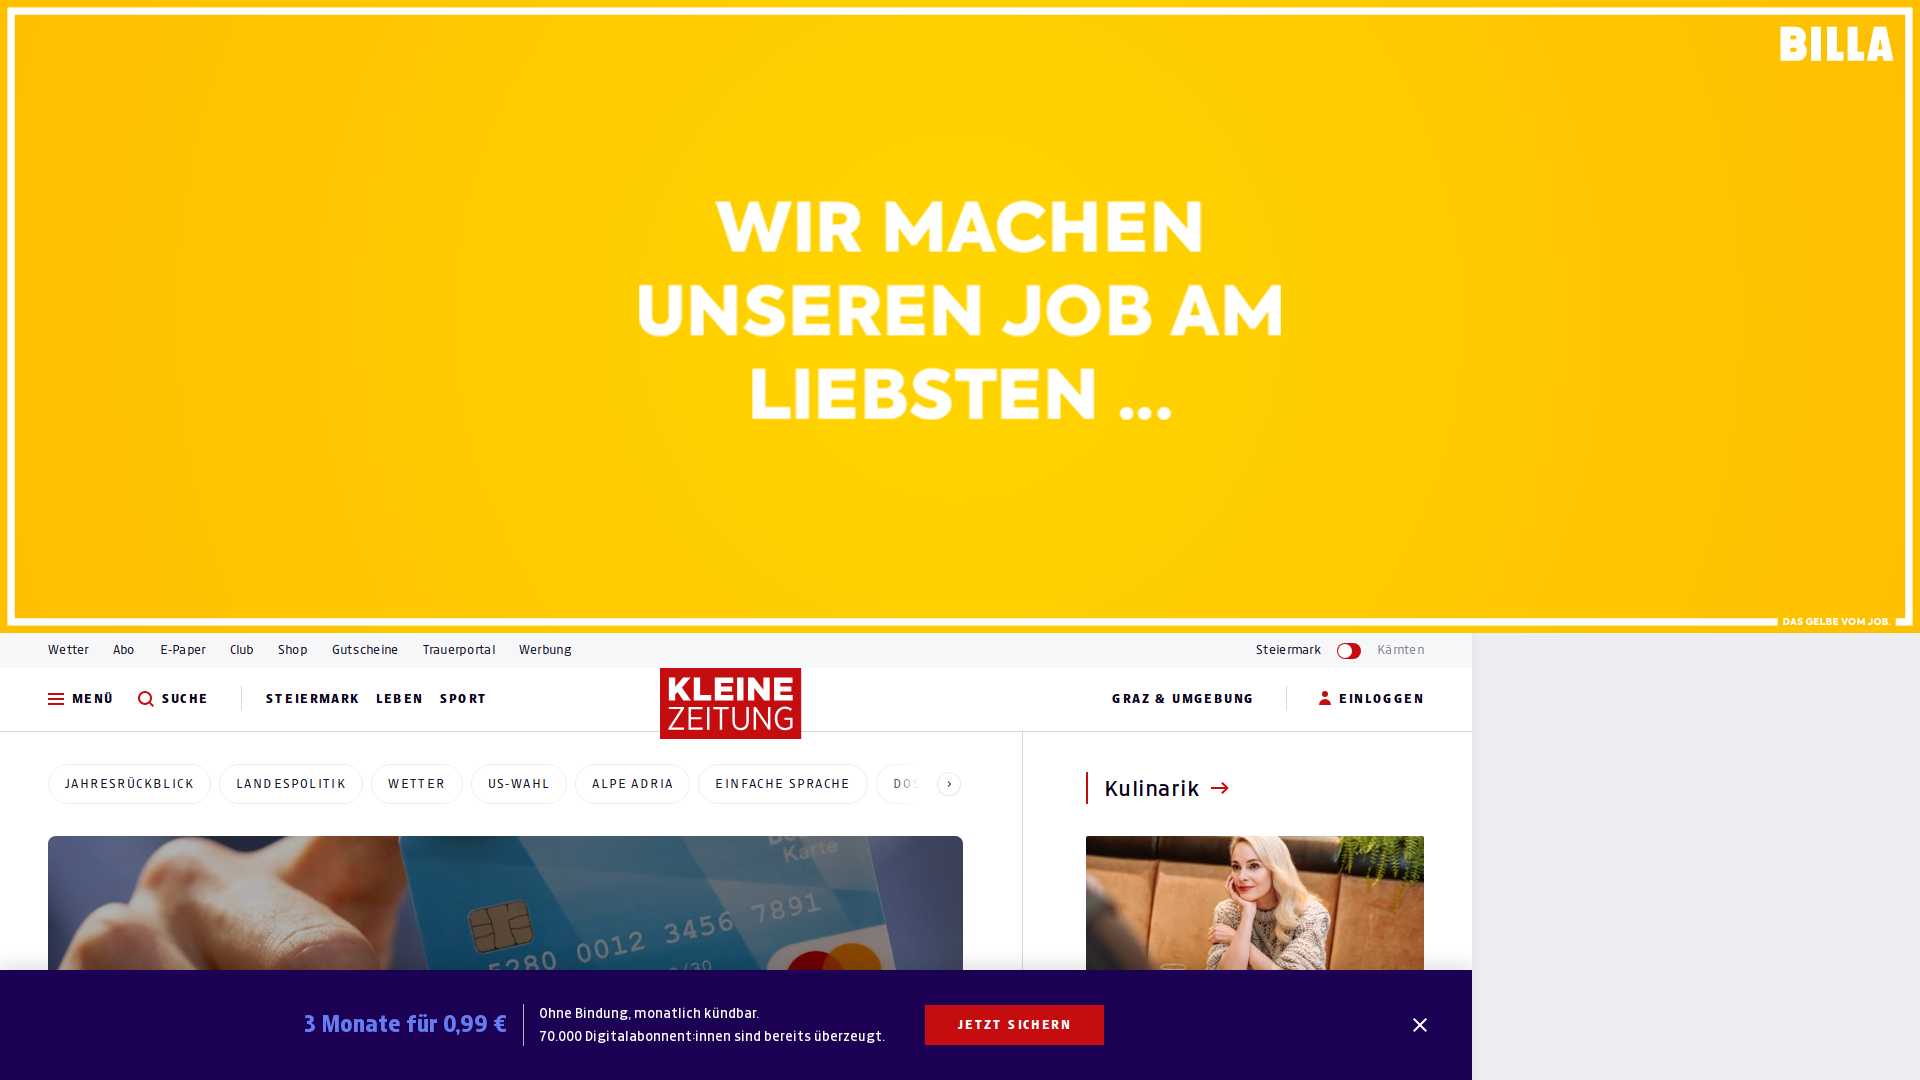 BILLA
WIR MACHEN
UNSEREN JOB AM
LIEBSTEN ...
DAS GELBE VOM JOB.
Wetter Abo E-Paper Club Shop Gutscheine Trauerportal Werbung Steiermark Kärnten
MENÜ SUCHE STEIERMARK LEBEN SPORT KLEINE ZEITUNG GRAZ & UMGEBUNG EINLOGGEN
JAHRESRÜCKBLICK LANDESPOLITIK WETTER US-WAHL ALPE ADRIA EINFACHE SPRACHE
Kulinarik
Karte
5280 0012 3456 7891
3 Monate für 0,99 €
Ohne Bindung, monatlich kündbar.
70.000 Digitalabonnent:innen sind bereits überzeugt.
JETZT SICHERN